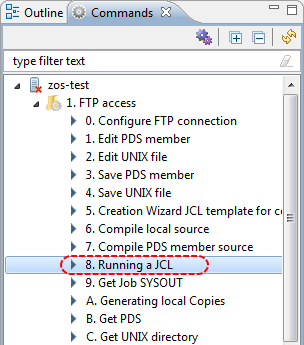 Outline Commands
type filter text
zos-test
1. FTP access
0. Configure FTP connection
1. Edit PDS member
2. Edit UNIX file
3. Save PDS member
4. Save UNIX file
5. Creation Wizard JCL template for
6. Compile local source
7. Compile PDS member source
8. Running a JCL
9. Get Job SYSOUT
A. Generating local Copies
B. Get PDS
C. Get UNIX directory